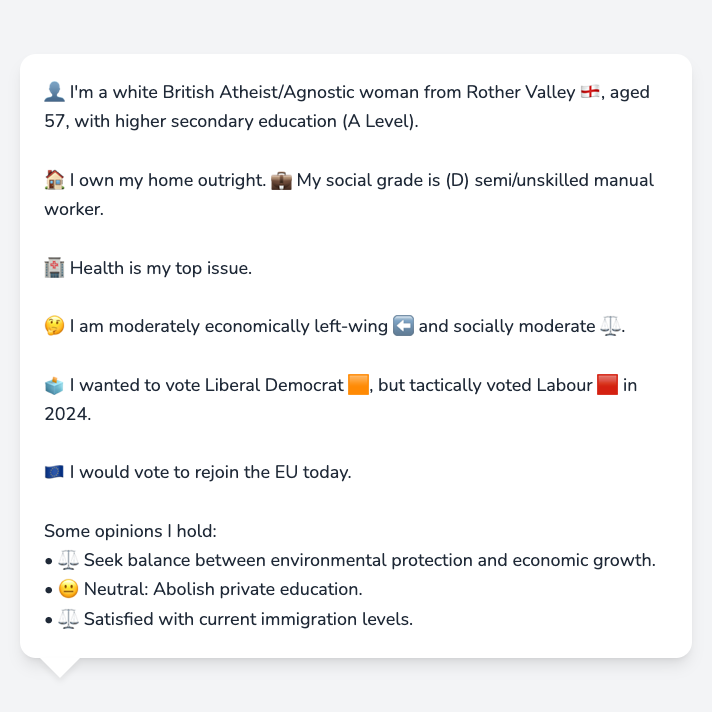 👤 I'm a white British Atheist/Agnostic woman from Rother Valley 🏴󠁧󠁢󠁥󠁮󠁧󠁿, aged
57, with higher secondary education (A Level).
🏠 I own my home outright. 💼 My social grade is (D) semi/unskilled manual
worker.
🏥 Health is my top issue.
🤔 I am moderately economically left-wing ⬅️ and socially moderate ⚖️.
🗳️ I wanted to vote Liberal Democrat 🟧, but tactically voted Labour 🟥 in
2024.
🇪🇺 I would vote to rejoin the EU today.
Some opinions I hold:
• ⚖️ Seek balance between environmental protection and economic growth.
• 😐 Neutral: Abolish private education.
• ⚖️ Satisfied with current immigration levels.